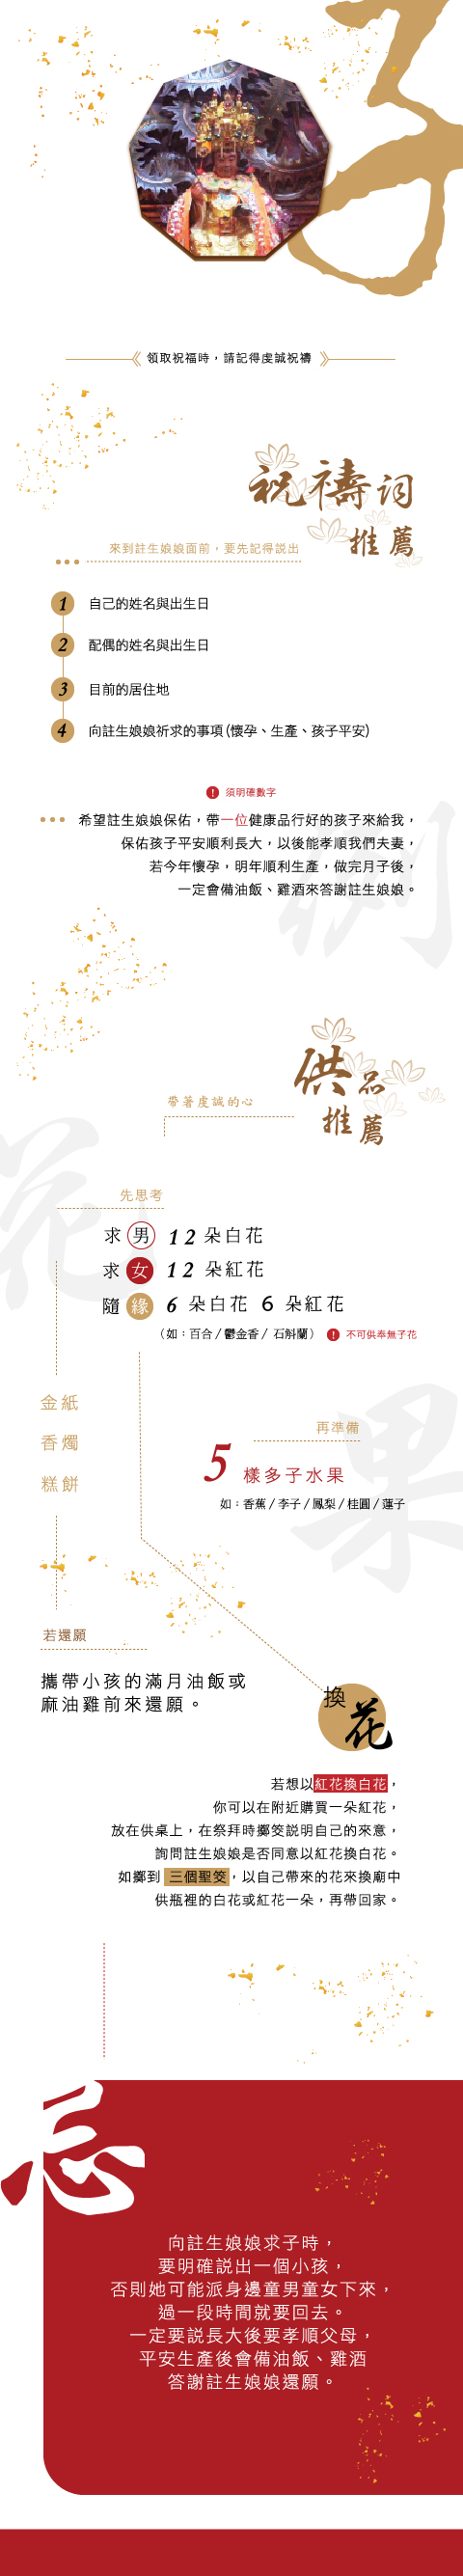 子
領取祝福時，請記得虔誠祝禱
祝禱詞
推薦
來到註生娘娘面前，要先記得說出
1 自己的姓名與出生日
2 配偶的姓名與出生日
3 目前的居住地
4 向註生娘娘祈求的事項(懷孕、生產、孩子平安)
! 須明確數字
希望註生娘娘保佑，帶一位健康品行好的孩子來給我，
保佑孩子平安順利長大，以後能孝順我們夫妻，
若今年懷孕，明年順利生產，做完月子後，
一定會備油飯、雞酒來答謝註生娘娘。
供品
推薦
帶著虔誠的心
花
先思考
求 男 12 朵白花
求 女 12 朵紅花
隨 緣 6 朵白花 6 朵紅花
（如：百合 / 鬱金香 / 石斛蘭） ! 不可供奉無子花
金紙
香燭
糕餅
果
再準備
5 樣多子水果
如：香蕉 / 李子 / 鳳梨 / 桂圓 / 蓮子
若還願
攜帶小孩的滿月油飯或
麻油雞前來還願。
換花
若想以紅花換白花，
你可以在附近購買一朵紅花，
放在供桌上，在祭拜時擲筊說明自己的來意，
詢問註生娘娘是否同意以紅花換白花。
如擲到 三個聖筊，以自己帶來的花來換廟中
供瓶裡的白花或紅花一朵，再帶回家。
忌
向註生娘娘求子時，
要明確說出一個小孩，
否則她可能派身邊童男童女下來，
過一段時間就要回去。
一定要說長大後要孝順父母，
平安生產後會備油飯、雞酒
答謝註生娘娘還願。